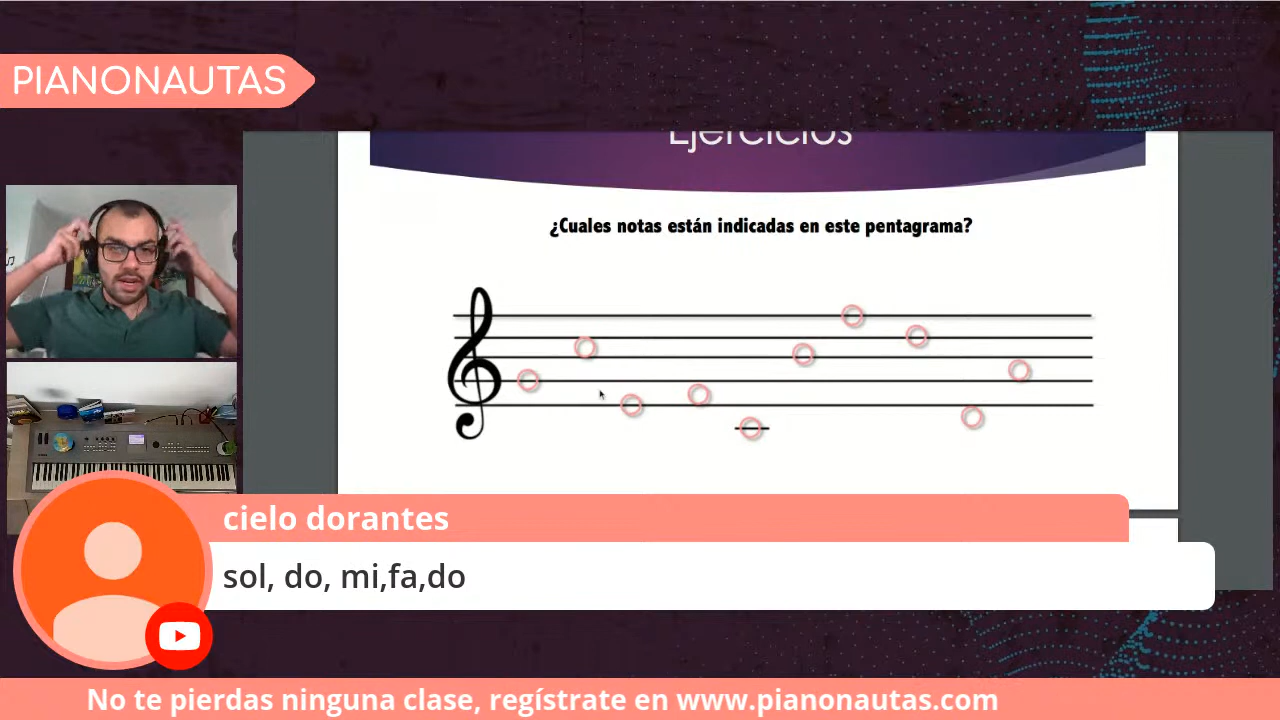 PIANONAUTAS
Ejercicios
¿Cuales notas están indicadas en este pentagrama?
cielo dorantes
sol, do, mi,fa,do
No te pierdas ninguna clase, regístrate en www.pianonautas.com